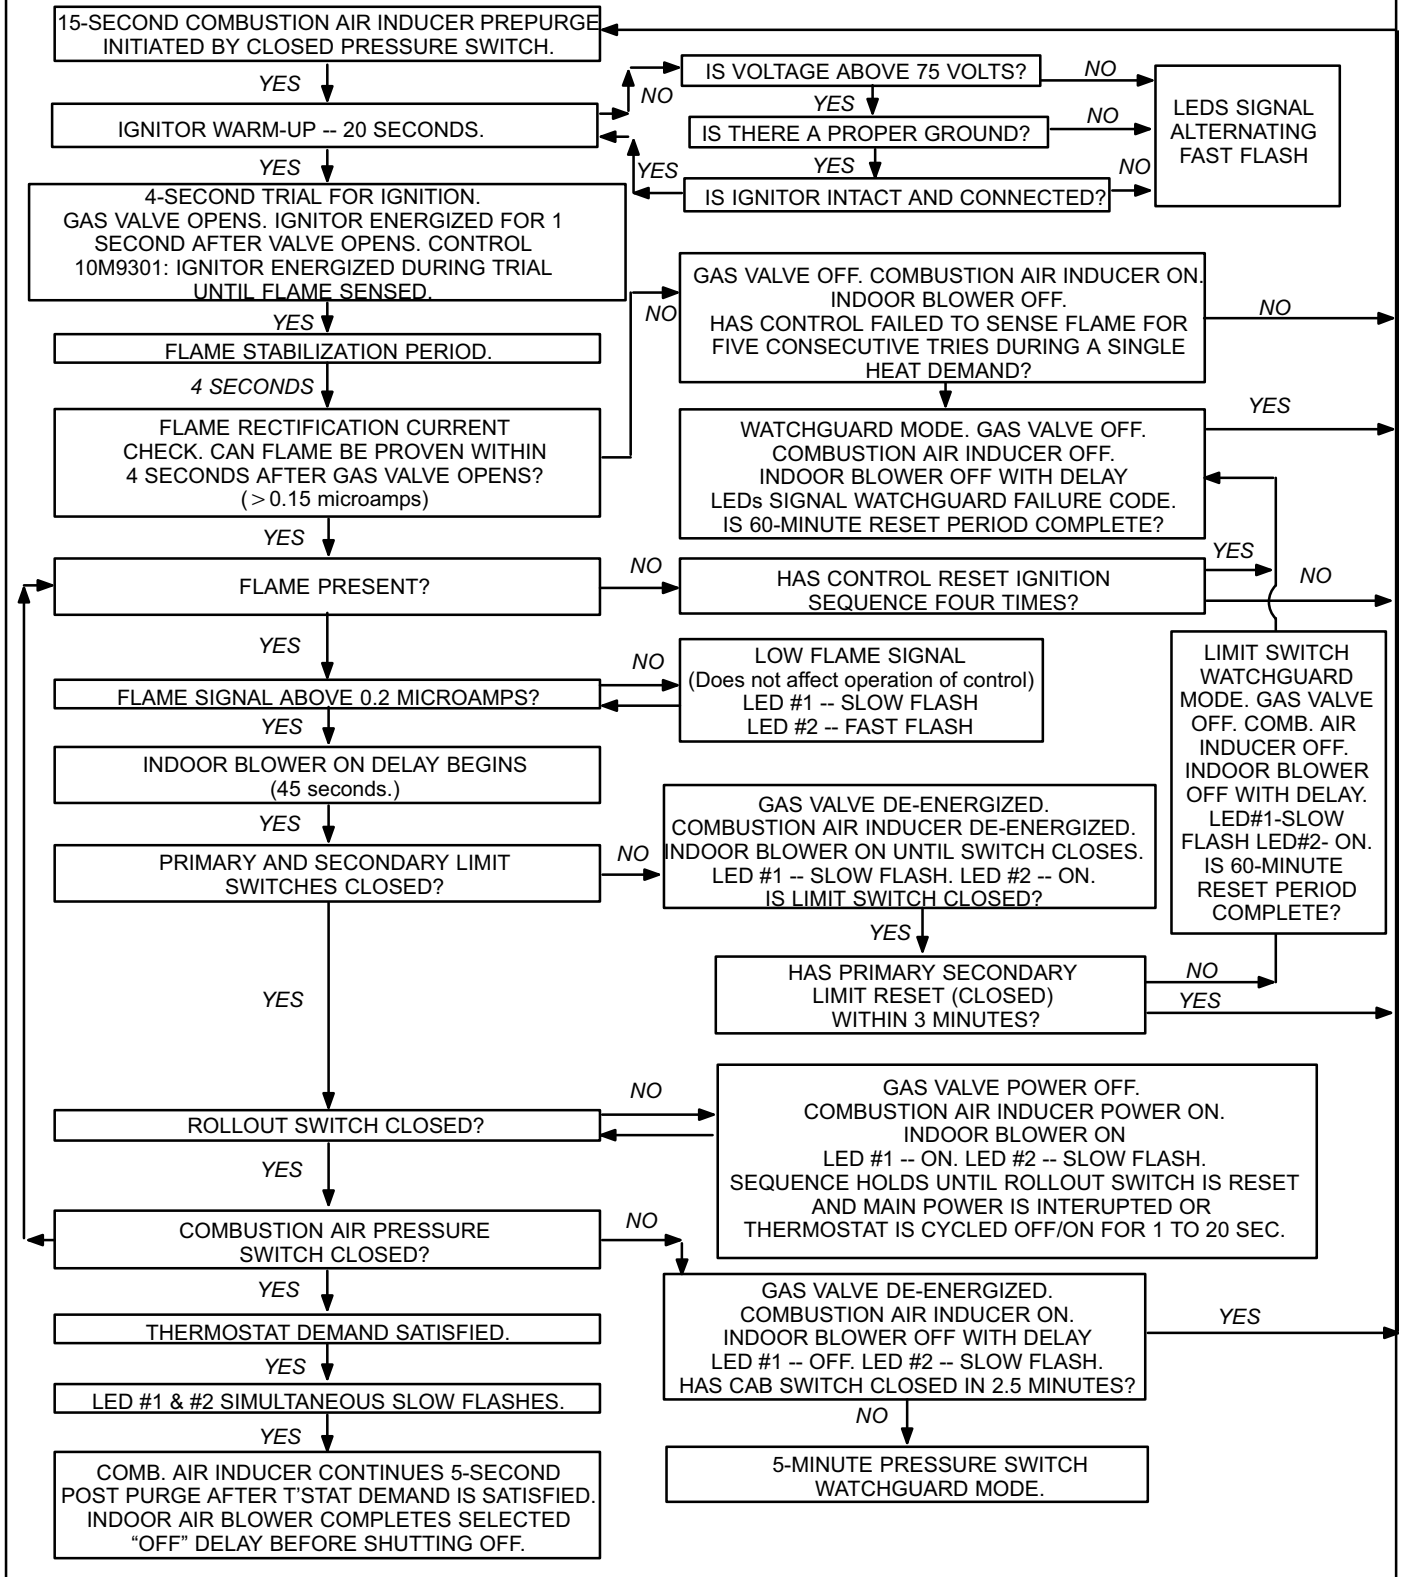 15-SECOND COMBUSTION AIR INDUCER PREPURGE
INITIATED BY CLOSED PRESSURE SWITCH.
YES
IGNITOR WARM-UP -- 20 SECONDS.
NO
IS VOLTAGE ABOVE 75 VOLTS?
NO
YES
IS THERE A PROPER GROUND?
NO
YES
YES
IS IGNITOR INTACT AND CONNECTED?
NO
LEDS SIGNAL
ALTERNATING
FAST FLASH
YES
4-SECOND TRIAL FOR IGNITION.
GAS VALVE OPENS. IGNITOR ENERGIZED FOR 1
SECOND AFTER VALVE OPENS. CONTROL
10M9301: IGNITOR ENERGIZED DURING TRIAL
UNTIL FLAME SENSED.
YES
FLAME STABILIZATION PERIOD.
4 SECONDS
FLAME RECTIFICATION CURRENT
CHECK. CAN FLAME BE PROVEN WITHIN
4 SECONDS AFTER GAS VALVE OPENS?
(>0.15 microamps)
NO
GAS VALVE OFF. COMBUSTION AIR INDUCER ON.
INDOOR BLOWER OFF.
HAS CONTROL FAILED TO SENSE FLAME FOR
FIVE CONSECUTIVE TRIES DURING A SINGLE
HEAT DEMAND?
NO
WATCHGUARD MODE. GAS VALVE OFF.
COMBUSTION AIR INDUCER OFF.
INDOOR BLOWER OFF WITH DELAY
LEDs SIGNAL WATCHGUARD FAILURE CODE.
IS 60-MINUTE RESET PERIOD COMPLETE?
YES
YES
FLAME PRESENT?
NO
HAS CONTROL RESET IGNITION
SEQUENCE FOUR TIMES?
YES
NO
YES
FLAME SIGNAL ABOVE 0.2 MICROAMPS?
NO
LOW FLAME SIGNAL
(Does not affect operation of control)
LED #1 -- SLOW FLASH
LED #2 -- FAST FLASH
LIMIT SWITCH
WATCHGUARD
MODE. GAS VALVE
OFF. COMB. AIR
INDUCER OFF.
INDOOR BLOWER
OFF WITH DELAY.
LED#1-SLOW
FLASH LED#2- ON.
IS 60-MINUTE
RESET PERIOD
COMPLETE?
YES
INDOOR BLOWER ON DELAY BEGINS
(45 seconds.)
YES
PRIMARY AND SECONDARY LIMIT
SWITCHES CLOSED?
NO
GAS VALVE DE-ENERGIZED.
COMBUSTION AIR INDUCER DE-ENERGIZED.
INDOOR BLOWER ON UNTIL SWITCH CLOSES.
LED #1 -- SLOW FLASH. LED #2 -- ON.
IS LIMIT SWITCH CLOSED?
YES
HAS PRIMARY SECONDARY
LIMIT RESET (CLOSED)
WITHIN 3 MINUTES?
NO
YES
YES
ROLLOUT SWITCH CLOSED?
NO
GAS VALVE POWER OFF.
COMBUSTION AIR INDUCER POWER ON.
INDOOR BLOWER ON
LED #1 -- ON. LED #2 -- SLOW FLASH.
SEQUENCE HOLDS UNTIL ROLLOUT SWITCH IS RESET
AND MAIN POWER IS INTERUPTED OR
THERMOSTAT IS CYCLED OFF/ON FOR 1 TO 20 SEC.
YES
COMBUSTION AIR PRESSURE
SWITCH CLOSED?
NO
GAS VALVE DE-ENERGIZED.
COMBUSTION AIR INDUCER ON.
INDOOR BLOWER OFF WITH DELAY
LED #1 -- OFF. LED #2 -- SLOW FLASH.
HAS CAB SWITCH CLOSED IN 2.5 MINUTES?
YES
NO
5-MINUTE PRESSURE SWITCH
WATCHGUARD MODE.
YES
THERMOSTAT DEMAND SATISFIED.
YES
LED #1 & #2 SIMULTANEOUS SLOW FLASHES.
YES
COMB. AIR INDUCER CONTINUES 5-SECOND
POST PURGE AFTER T'STAT DEMAND IS SATISFIED.
INDOOR AIR BLOWER COMPLETES SELECTED
“OFF” DELAY BEFORE SHUTTING OFF.